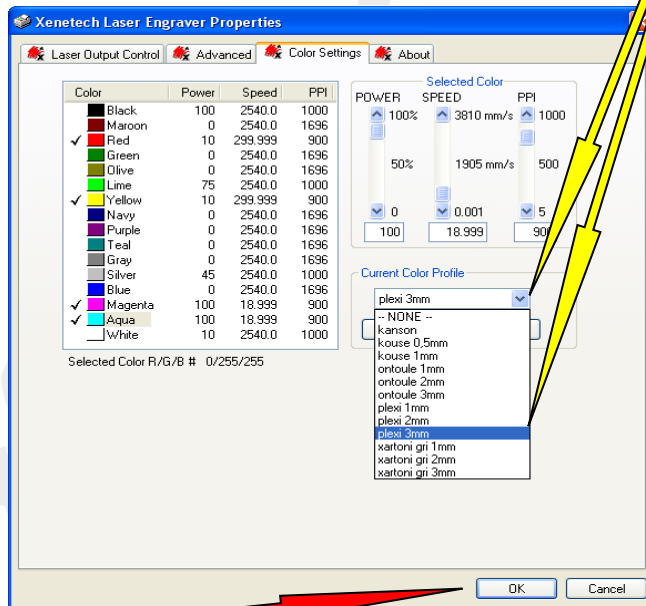 Xenetech Laser Engraver Properties
Laser Output Control Advanced Color Settings About
Color Power Speed PPI
Black 100 2540.0 1000
Maroon 0 2540.0 1696
Red 10 299.999 900
Green 0 2540.0 1696
Olive 0 2540.0 1696
Lime 75 2540.0 1000
Yellow 10 299.999 900
Navy 0 2540.0 1696
Purple 0 2540.0 1696
Teal 0 2540.0 1696
Gray 0 2540.0 1696
Silver 45 2540.0 1000
Blue 0 2540.0 1696
Magenta 100 18.999 900
Aqua 100 18.999 900
White 10 2540.0 1000
Selected Color R/G/B # 0/255/255
Selected Color
POWER SPEED PPI
100% 3810 mm/s 1000
50% 1905 mm/s 500
0 0.001 5
100 18.999 900
Current Color Profile
plexi 3mm
-- NONE --
kanson
kouse 0,5mm
kouse 1mm
ontoule 1mm
ontoule 2mm
ontoule 3mm
plexi 1mm
plexi 2mm
plexi 3mm
xartoni gri 1mm
xartoni gri 2mm
xartoni gri 3mm
OK Cancel